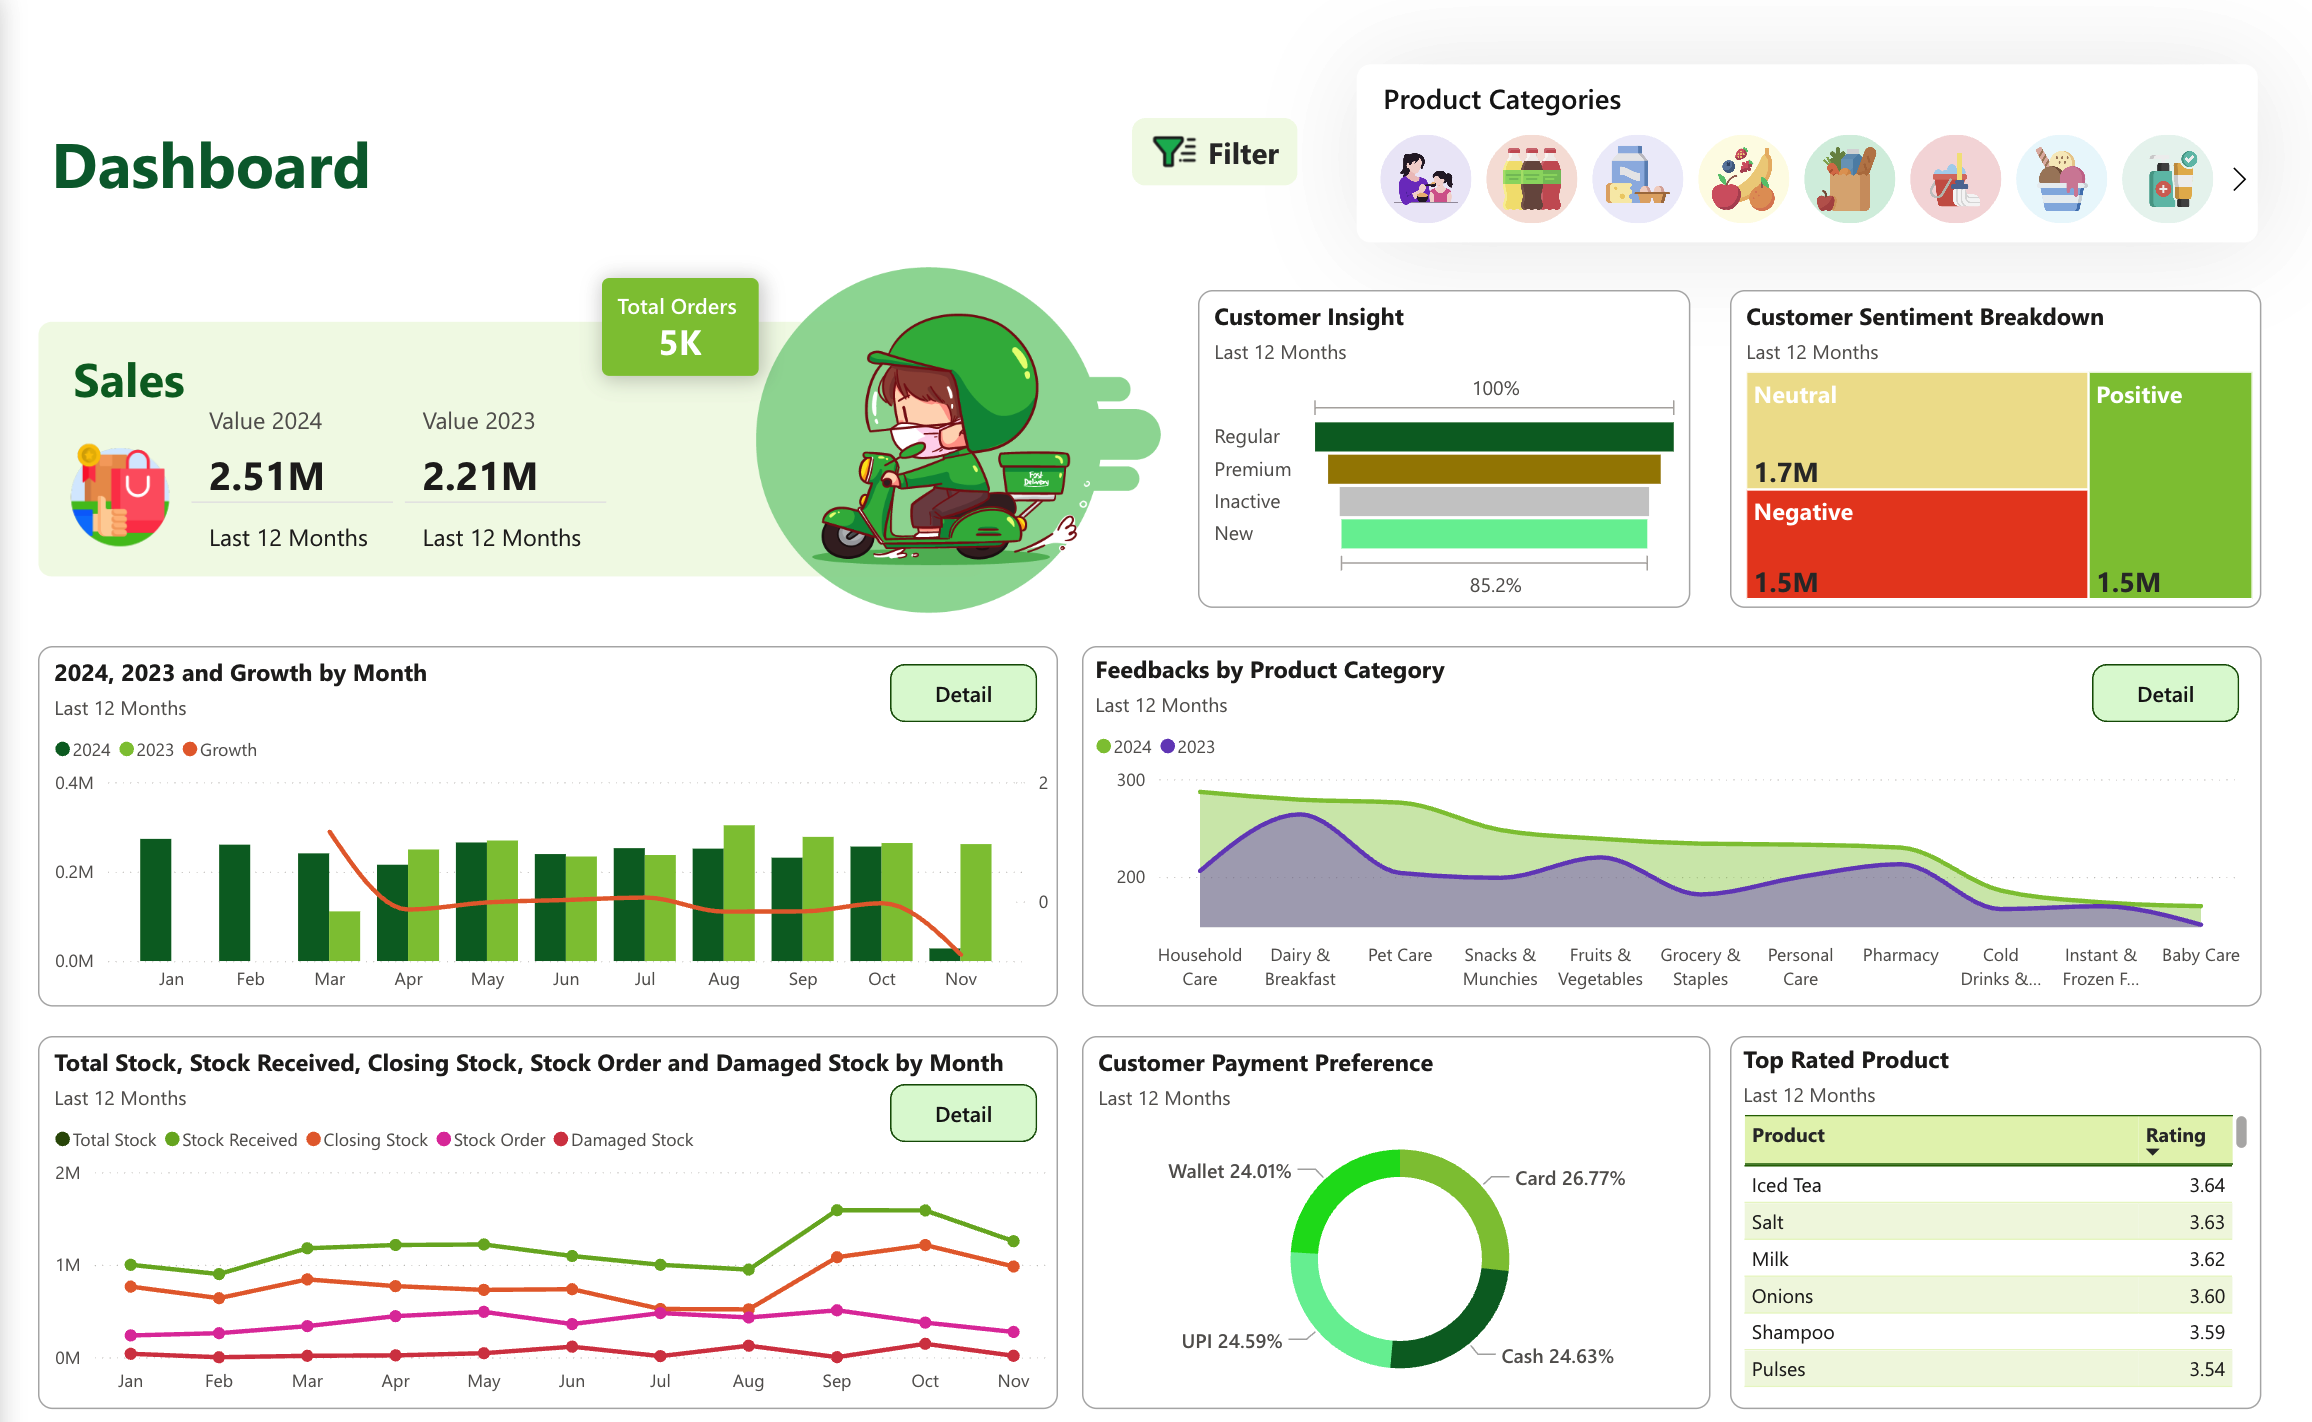 Dashboard
Filter
Product Categories
Total Orders
5K
Sales
Value 2024
Value 2023
2.51M
2.21M
Last 12 Months
Last 12 Months
Fast
Delivery
Customer Insight
Last 12 Months
100%
Regular
Premium
Inactive
New
85.2%
Customer Sentiment Breakdown
Last 12 Months
Neutral
1.7M
Positive
1.5M
Negative
1.5M
2024, 2023 and Growth by Month
Last 12 Months
Detail
2024 2023 Growth
0.4M
0.2M
0.0M
2
0
Jan Feb Mar Apr May Jun Jul Aug Sep Oct Nov
Feedbacks by Product Category
Last 12 Months
Detail
2024 2023
300
200
Household Care
Dairy & Breakfast
Pet Care
Snacks & Munchies
Fruits & Vegetables
Grocery & Staples
Personal Care
Pharmacy
Cold Drinks &...
Instant & Frozen F...
Baby Care
Total Stock, Stock Received, Closing Stock, Stock Order and Damaged Stock by Month
Last 12 Months
Detail
Total Stock Stock Received Closing Stock Stock Order Damaged Stock
2M
1M
0M
Jan Feb Mar Apr May Jun Jul Aug Sep Oct Nov
Customer Payment Preference
Last 12 Months
Wallet 24.01%
Card 26.77%
UPI 24.59%
Cash 24.63%
Top Rated Product
Last 12 Months
Product Rating
Iced Tea 3.64
Salt 3.63
Milk 3.62
Onions 3.60
Shampoo 3.59
Pulses 3.54